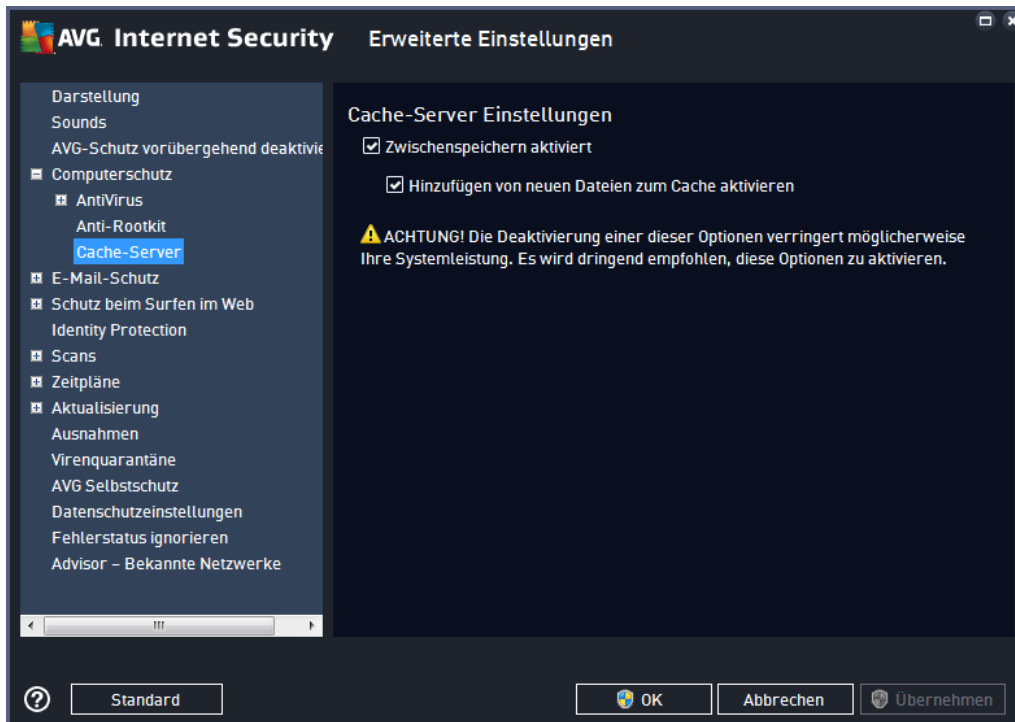 AVG Internet Security Erweiterte Einstellungen
Darstellung
Sounds
AVG-Schutz vorübergehend deaktivie
Computerschutz
AntiVirus
Anti-Rootkit
Cache-Server
E-Mail-Schutz
Schutz beim Surfen im Web
Identity Protection
Scans
Zeitpläne
Aktualisierung
Ausnahmen
Virenquarantäne
AVG Selbstschutz
Datenschutzeinstellungen
Fehlerstatus ignorieren
Advisor – Bekannte Netzwerke
Cache-Server Einstellungen
Zwischenspeichern aktiviert
Hinzufügen von neuen Dateien zum Cache aktivieren
ACHTUNG! Die Deaktivierung einer dieser Optionen verringert möglicherweise
Ihre Systemleistung. Es wird dringend empfohlen, diese Optionen zu aktivieren.
? Standard OK Abbrechen Übernehmen